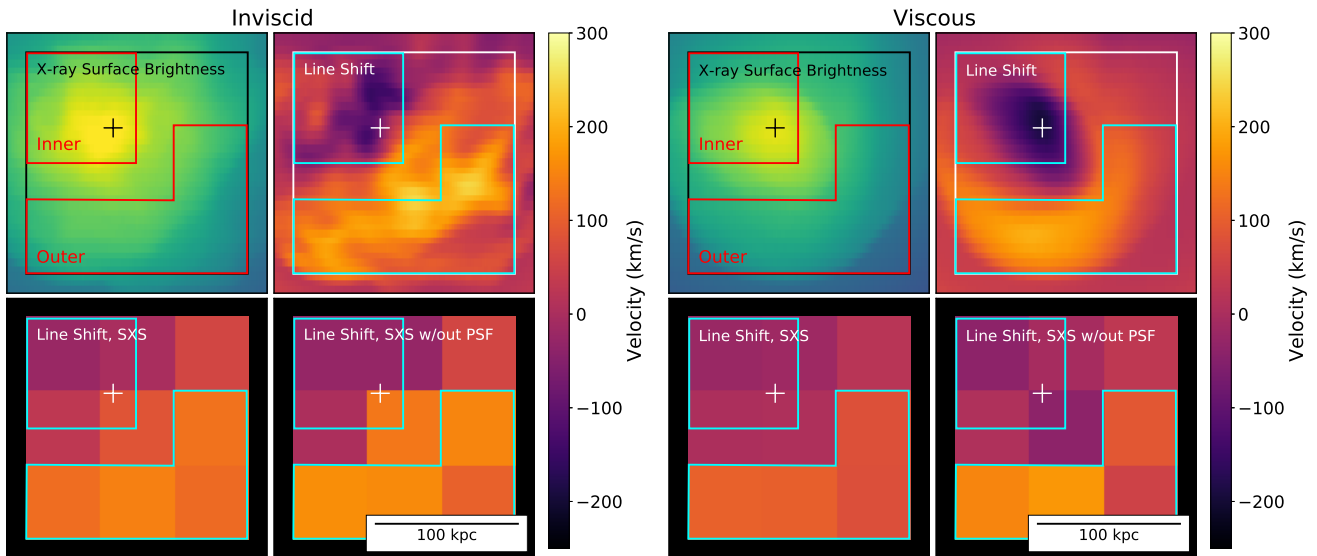 Inviscid
Viscous
X-ray Surface Brightness
Inner
Outer
Line Shift
Line Shift, SXS
Line Shift, SXS w/out PSF
100 kpc
300
200
100
0
−100
−200
Velocity (km/s)
X-ray Surface Brightness
Inner
Outer
Line Shift
Line Shift, SXS
Line Shift, SXS w/out PSF
100 kpc
300
200
100
0
−100
−200
Velocity (km/s)